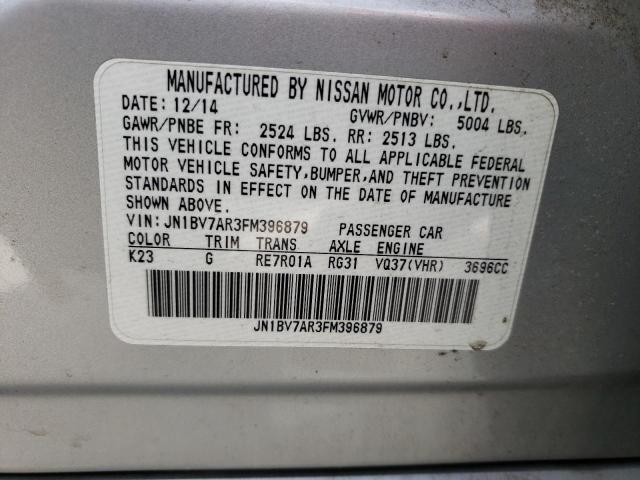 MANUFACTURED BY NISSAN MOTOR CO.,LTD.
DATE: 12/14 GVWR/PNBV: 5004 LBS.
GAWR/PNBE FR: 2524 LBS. RR: 2513 LBS.
THIS VEHICLE CONFORMS TO ALL APPLICABLE FEDERAL
MOTOR VEHICLE SAFETY,BUMPER,AND THEFT PREVENTION
STANDARDS IN EFFECT ON THE DATE OF MANUFACTURE
SHOWN ABOVE.
VIN: JN1BV7AR3FM396879 PASSENGER CAR
COLOR TRIM TRANS AXLE ENGINE
K23 G RE7R01A RG31 VQ37(VHR) 3696CC
JN1BV7AR3FM396879